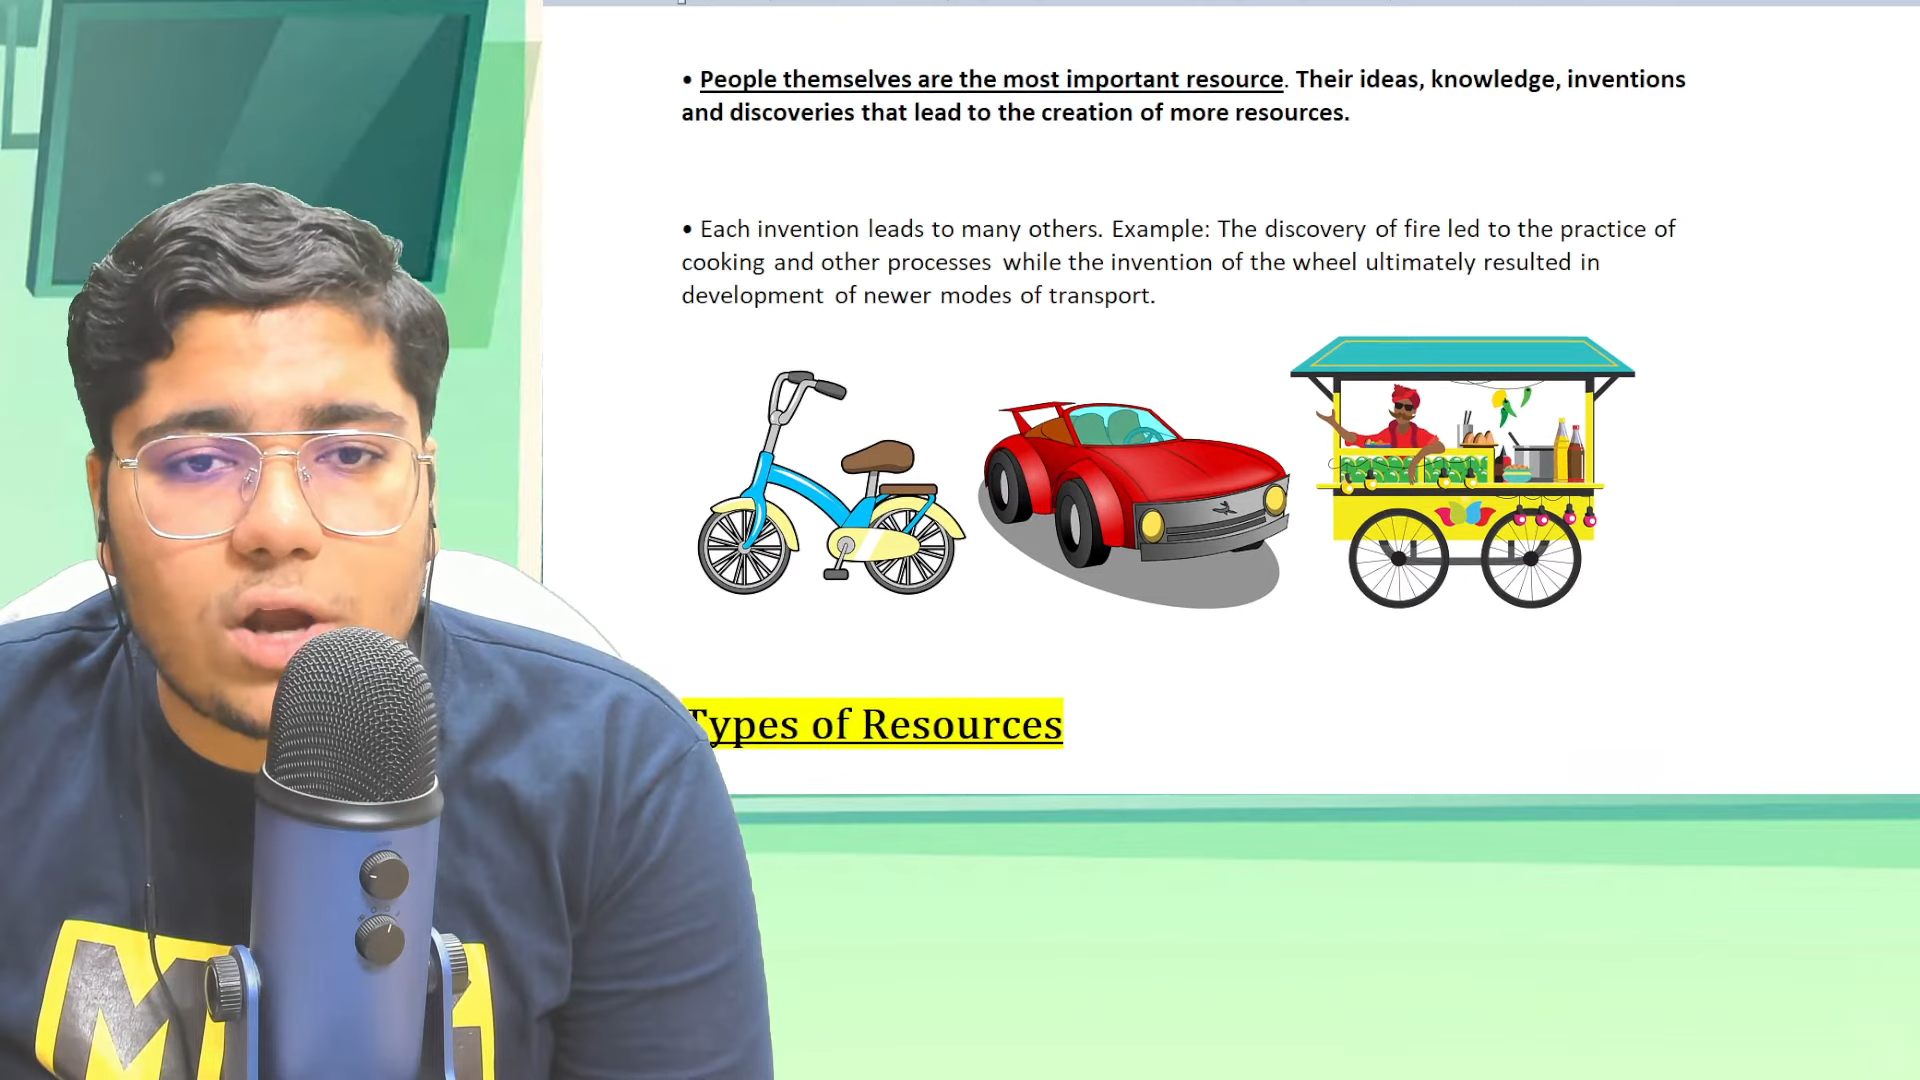 • People themselves are the most important resource. Their ideas, knowledge, inventions
and discoveries that lead to the creation of more resources.
• Each invention leads to many others. Example: The discovery of fire led to the practice of
cooking and other processes while the invention of the wheel ultimately resulted in
development of newer modes of transport.
Types of Resources